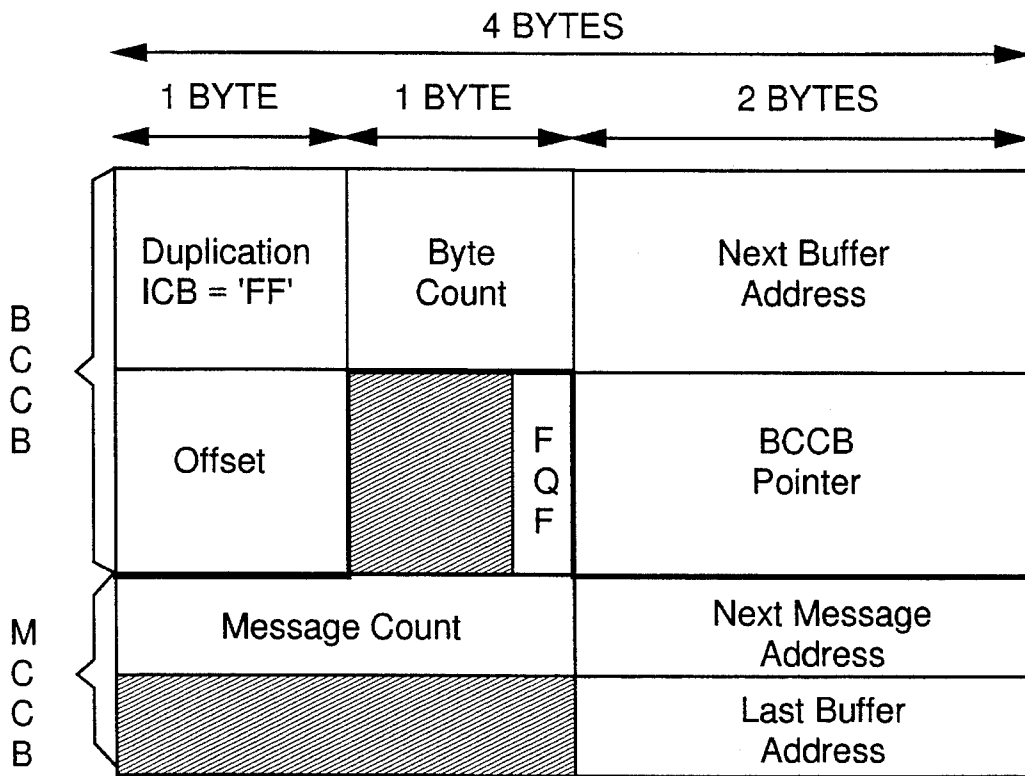 4 BYTES
1 BYTE
1 BYTE
2 BYTES
Duplication
ICB = 'FF'
Byte
Count
Next Buffer
Address
B
C
C
B
Offset
F
Q
F
BCCB
Pointer
M
C
C
B
Message Count
Next Message
Address
Last Buffer
Address